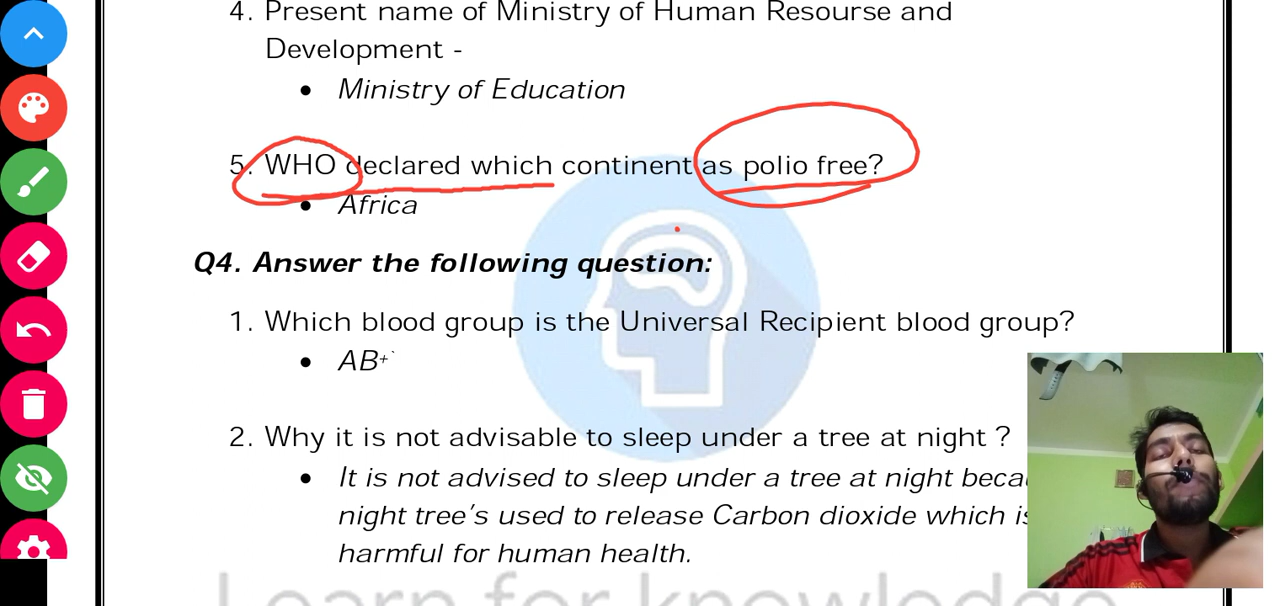 4. Present name of Ministry of Human Resourse and
Development -
• Ministry of Education
5. WHO declared which continent as polio free?
• Africa
Q4. Answer the following question:
1. Which blood group is the Universal Recipient blood group?
• AB+`
2. Why it is not advisable to sleep under a tree at night ?
• It is not advised to sleep under a tree at night
night tree's used to release Carbon dioxide which
harmful for human health.
Learn for knowledge